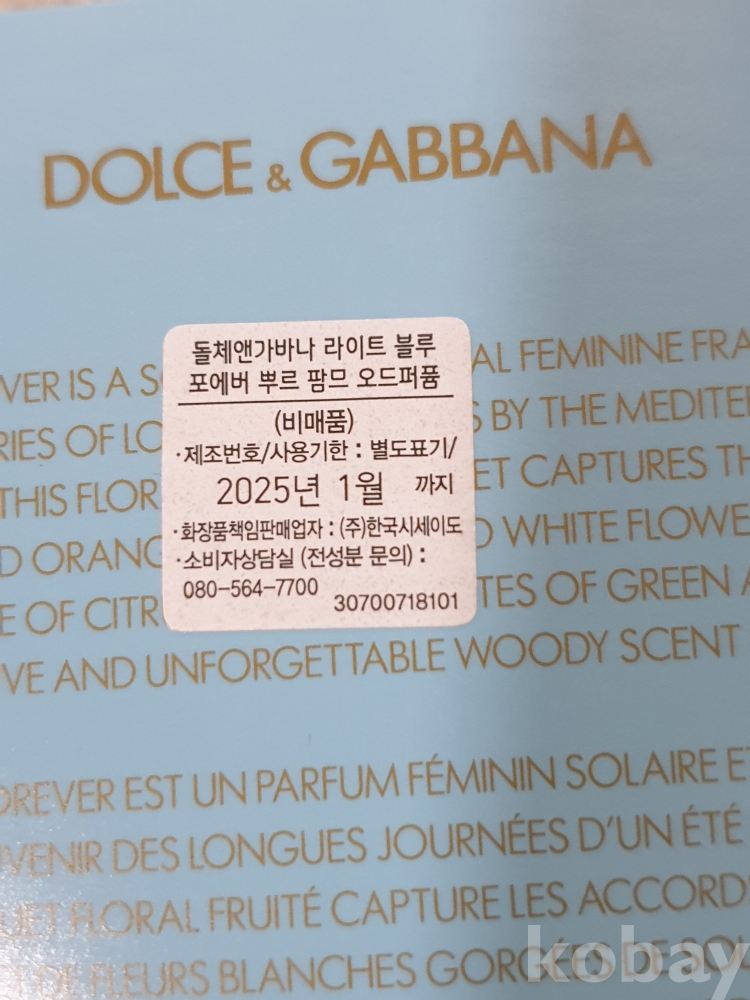 DOLCE & GABBANA
돌체앤가바나 라이트 블루
포에버 뿌르 팜므 오드퍼퓸
(비매품)
·제조번호/사용기한 : 별도표기/
2025년 1월 까지
·화장품책임판매업자 : (주)한국시세이도
·소비자상담실 (전성분 문의) :
080-564-7700
30700718101
VER IS A AL FEMININE FRA
RIES OF LO S BY THE MEDITE
THIS FLOR ET CAPTURES TH
D ORANG D WHITE FLOWE
E OF CITR TES OF GREEN A
VE AND UNFORGETTABLE WOODY SCENT
OREVER EST UN PARFUM FÉMININ SOLAIRE ET
VENIR DES LONGUES JOURNÉES D'UN ÉTÉ
UET FLORAL FRUITÉ CAPTURE LES ACCORDS
DE FLEURS BLANCHES GORGÉES DE SOL
kobay